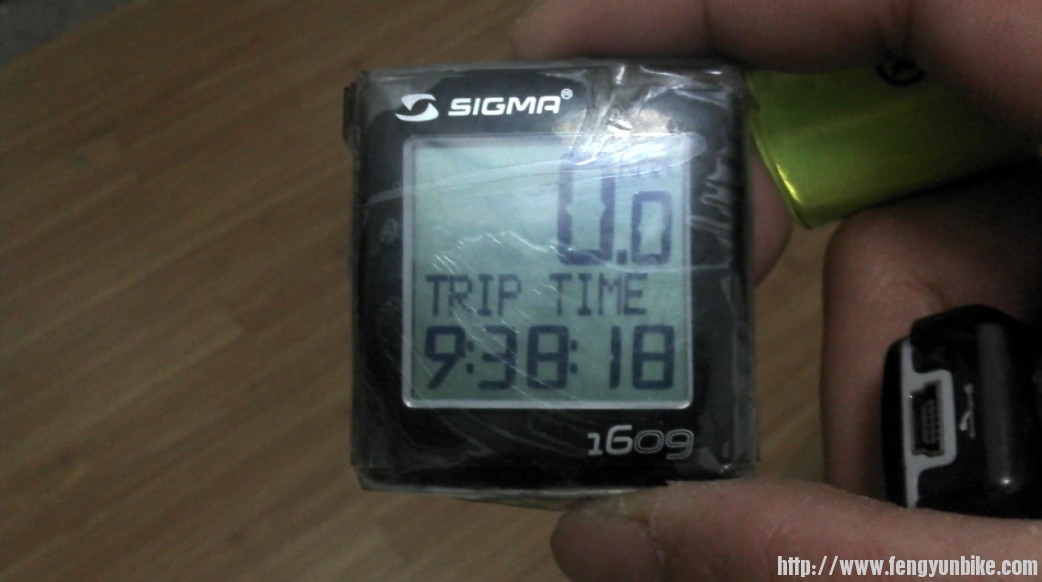 SIGMA®
0.0
TRIP TIME
9:38:18
1609
http://www.fengyunbike.com